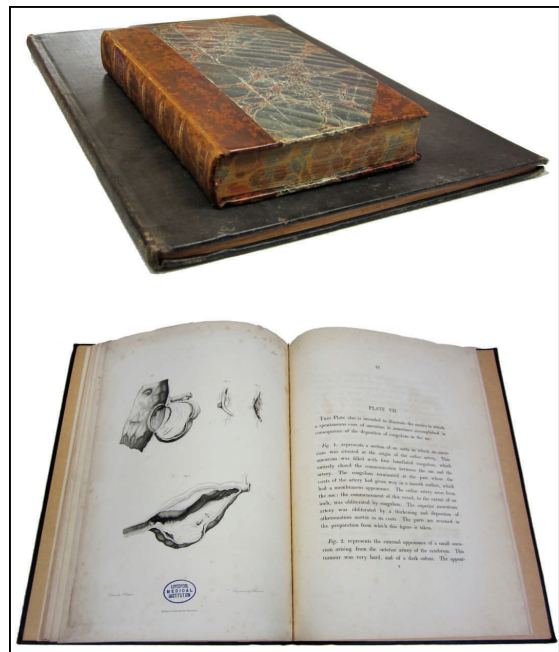 LIVERPOOL
MEDICAL
INSTITUTION
PLATE VII
This Plate also is intended to illustrate the modes in which
a spontaneous cure of aneurism is sometimes accomplished in
consequence of the deposition of coagulum in the sac.
Fig. 1. represents a section of an aorta in which an aneu-
rism was situated at the origin of the cœliac artery. This
aneurism was filled with firm lamellated coagulum, which
entirely closed the communication between the sac and the
artery. The coagulum terminated at the part where the
coats of the artery had given way in a smooth surface, which
had a membranous appearance. The cœliac artery arose from
the sac; the commencement of this vessel, to the extent of an
inch, was obliterated by coagulum. The superior mesenteric
artery was obliterated by a thickening and deposition of
atheromatous matter in its coats. The parts are reversed in
the preparation from which this figure is taken.
Fig. 2. represents the external appearance of a small aneu-
rism arising from the anterior artery of the cerebrum. This
tumour was very hard, and of a dark colour. The appear-